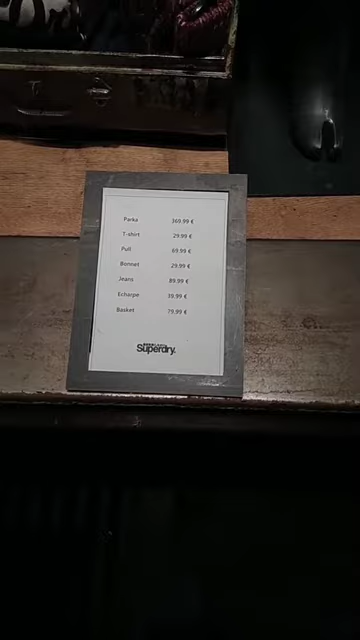 Parka 369.99 €
T-shirt 29.99 €
Pull 69.99 €
Bonnet 29.99 €
Jeans 89.99 €
Echarpe 39.99 €
Basket 79.99 €
Superdry.